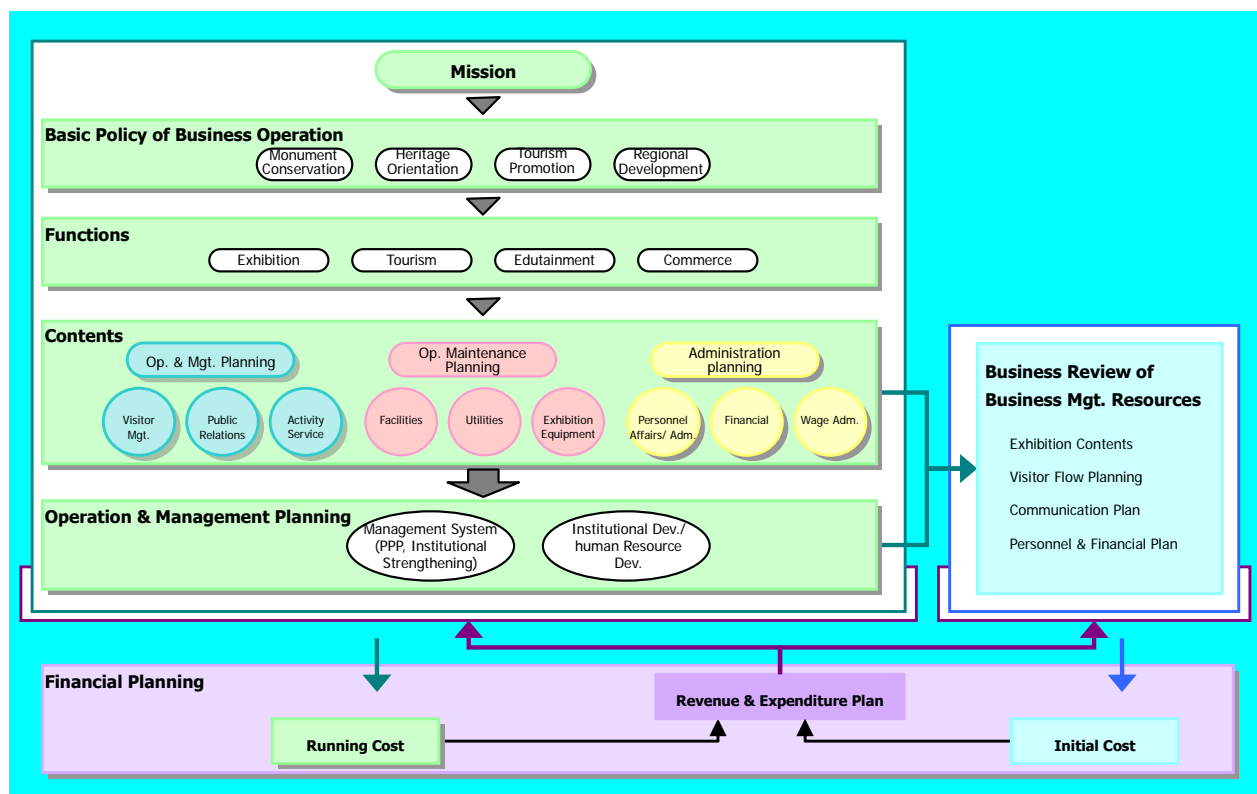 Mission
Basic Policy of Business Operation
Monument
Conservation
Heritage
Orientation
Tourism
Promotion
Regional
Development
Functions
Exhibition
Tourism
Edutainment
Commerce
Contents
Op. & Mgt. Planning
Op. Maintenance
Planning
Administration
planning
Visitor
Mgt.
Public
Relations
Activity
Service
Facilities
Utilities
Exhibition
Equipment
Personnel
Affairs/ Adm.
Financial
Wage Adm.
Operation & Management Planning
Management System
(PPP, Institutional
Strengthening)
Institutional Dev./
human Resource
Dev.
Business Review of
Business Mgt. Resources
Exhibition Contents
Visitor Flow Planning
Communication Plan
Personnel & Financial Plan
Financial Planning
Revenue & Expenditure Plan
Running Cost
Initial Cost